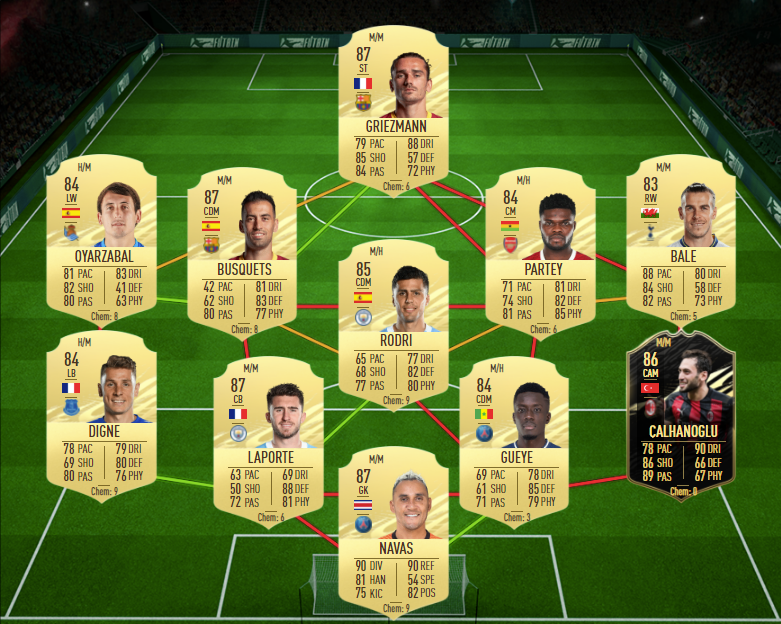 M/M
87
ST
GRIEZMANN
79 PAC 88 DRI
85 SHO 57 DEF
84 PAS 72 PHY
Chem: 6
H/M
84
LW
OYARZABAL
81 PAC 83 DRI
82 SHO 41 DEF
80 PAS 63 PHY
Chem: 8
M/M
87
CDM
BUSQUETS
42 PAC 81 DRI
62 SHO 83 DEF
80 PAS 77 PHY
Chem: 8
M/H
85
CDM
RODRI
65 PAC 77 DRI
68 SHO 82 DEF
77 PAS 80 PHY
Chem: 9
M/M
84
CM
PARTEY
71 PAC 81 DRI
74 SHO 82 DEF
81 PAS 85 PHY
Chem: 6
M/M
83
RW
BALE
88 PAC 80 DRI
84 SHO 58 DEF
82 PAS 73 PHY
Chem: 5
H/M
84
LB
DIGNE
78 PAC 79 DRI
69 SHO 80 DEF
80 PAS 76 PHY
Chem: 9
M/M
87
CB
LAPORTE
63 PAC 69 DRI
50 SHO 88 DEF
72 PAS 81 PHY
Chem: 6
M/M
87
GK
NAVAS
90 DIV 90 REF
81 HAN 54 SPE
75 KIC 82 POS
Chem: 9
M/H
84
CDM
GUEYE
69 PAC 78 DRI
61 SHO 85 DEF
71 PAS 79 PHY
Chem: 3
M/M
86
CAM
ÇALHANOGLU
78 PAC 90 DRI
86 SHO 66 DEF
89 PAS 67 PHY
Chem: 0